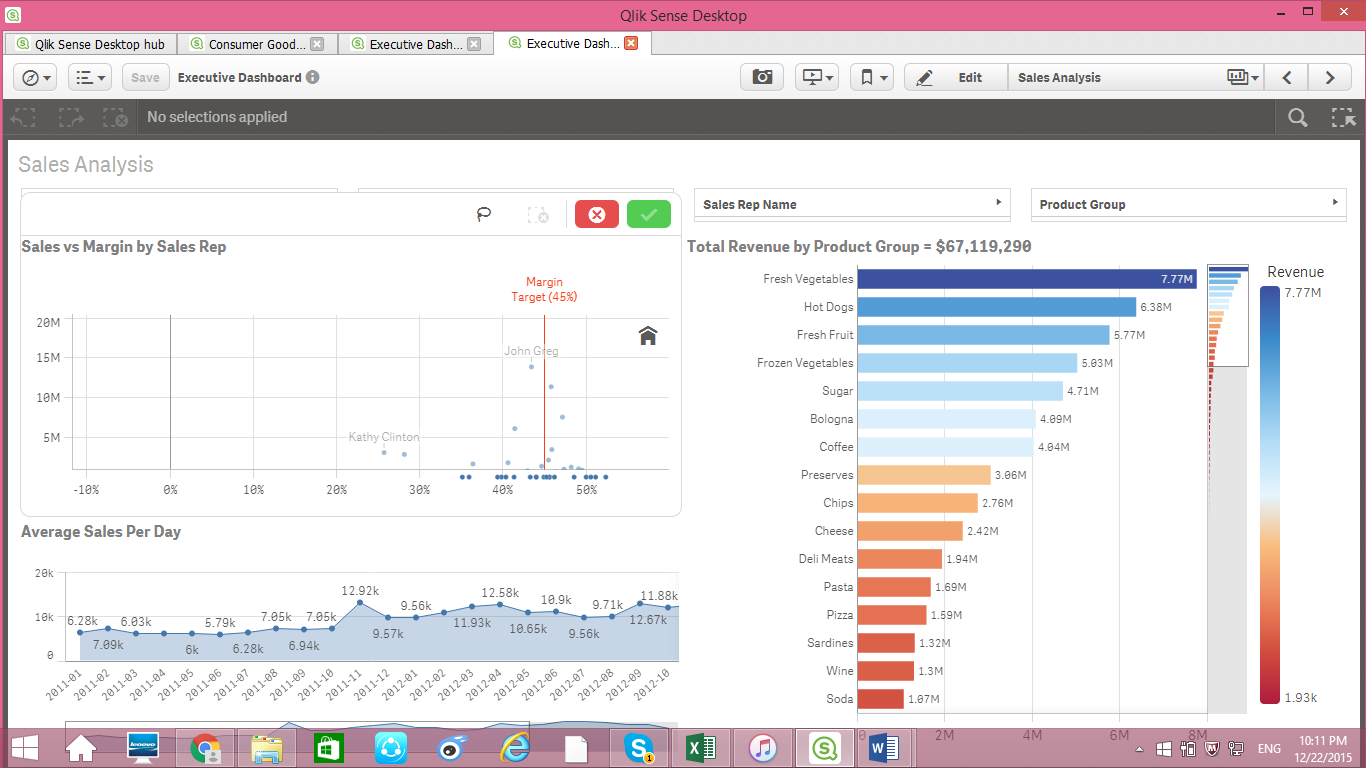 Qlik Sense Desktop
Qlik Sense Desktop hub
Consumer Good...
Executive Dash...
Executive Dash...
Save
Executive Dashboard
Edit
Sales Analysis
No selections applied
Sales Analysis
Sales Rep Name
Product Group
Sales vs Margin by Sales Rep
Margin
Target (45%)
20M
15M
10M
5M
John Greg
Kathy Clinton
-10% 0% 10% 20% 30% 40% 50%
Average Sales Per Day
20k
10k
0
6.28k
7.09k
6.03k
6k
5.79k
6.28k
7.05k
6.94k
7.05k
12.92k
9.57k
9.56k
11.93k
12.58k
10.65k
10.9k
9.56k
9.71k
12.67k
11.88k
2011-01 2011-02 2011-03 2011-04 2011-05 2011-06 2011-07 2011-08 2011-09 2011-10 2011-11 2011-12 2012-01 2012-02 2012-03 2012-04 2012-05 2012-06 2012-07 2012-08 2012-09 2012-10
Total Revenue by Product Group = $67,119,290
Fresh Vegetables 7.77M
Hot Dogs 6.38M
Fresh Fruit 5.77M
Frozen Vegetables 5.03M
Sugar 4.71M
Bologna 4.09M
Coffee 4.04M
Preserves 3.06M
Chips 2.76M
Cheese 2.42M
Deli Meats 1.94M
Pasta 1.69M
Pizza 1.59M
Sardines 1.32M
Wine 1.3M
Soda 1.07M
0 2M 4M 6M 8M
Revenue
7.77M
1.93k
lenovo
1
ENG
10:11 PM
12/22/2015